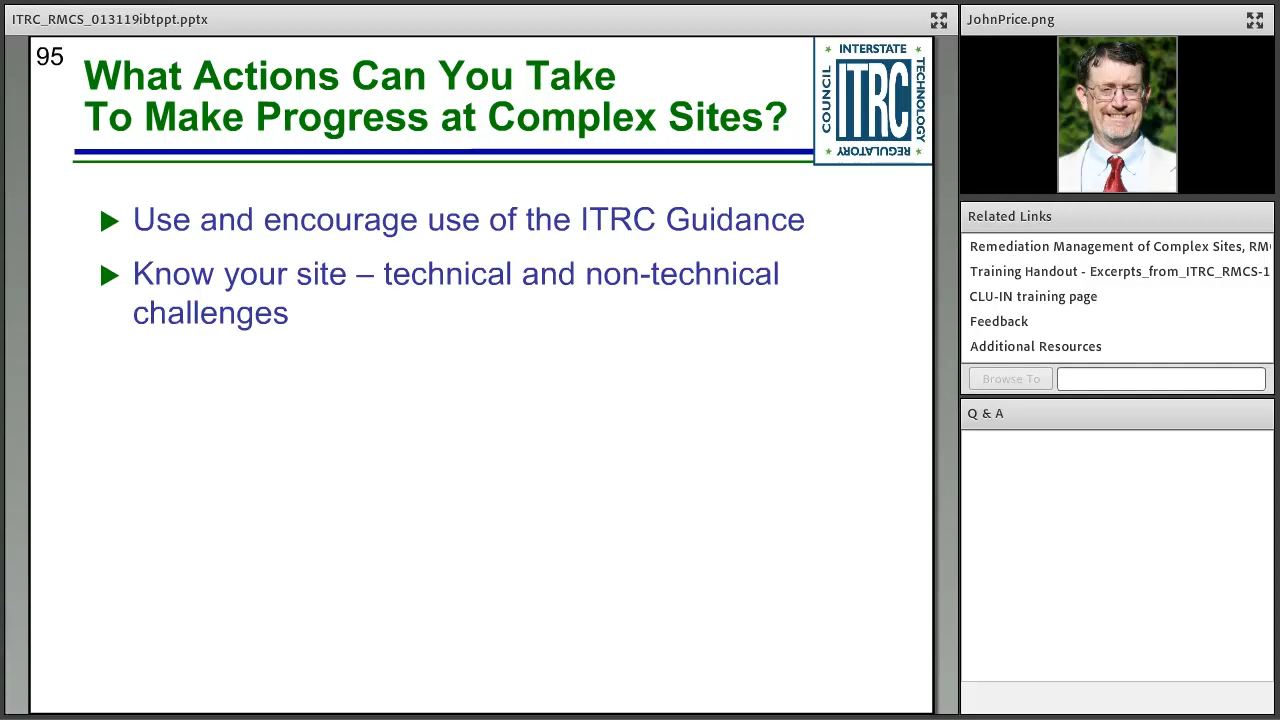 ITRC_RMCS_013119ibtppt.pptx
95
What Actions Can You Take
To Make Progress at Complex Sites?
INTERSTATE
TECHNOLOGY
REGULATORY
COUNCIL
ITRC
Use and encourage use of the ITRC Guidance
Know your site – technical and non-technical
challenges
JohnPrice.png
Related Links
Remediation Management of Complex Sites, RM
Training Handout - Excerpts_from_ITRC_RMCS-1
CLU-IN training page
Feedback
Additional Resources
Browse To
Q & A